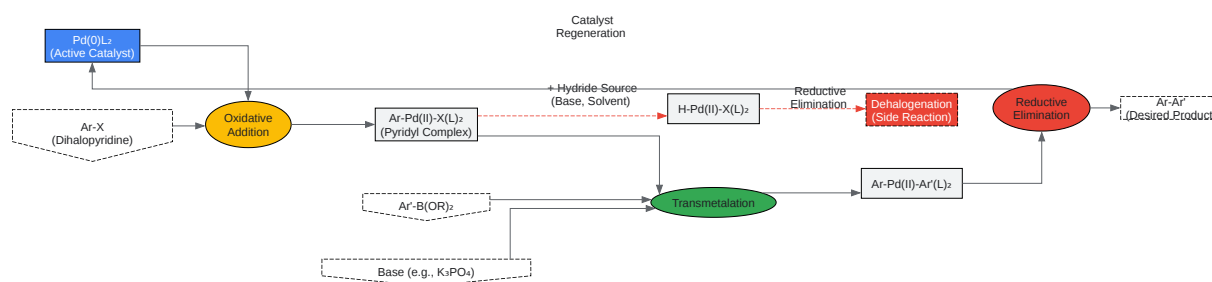 Catalyst
Regeneration
Pd(0)L₂
(Active Catalyst)
+ Hydride Source
(Base, Solvent)
Reductive
Elimination
Ar-X
(Dihalopyridine)
Oxidative
Addition
Ar-Pd(II)-X(L)₂
(Pyridyl Complex)
H-Pd(II)-X(L)₂
Dehalogenation
(Side Reaction)
Reductive
Elimination
Ar-Ar'
(Desired Product)
Ar'-B(OR)₂
Transmetalation
Ar-Pd(II)-Ar'(L)₂
Base (e.g., K₃PO₄)